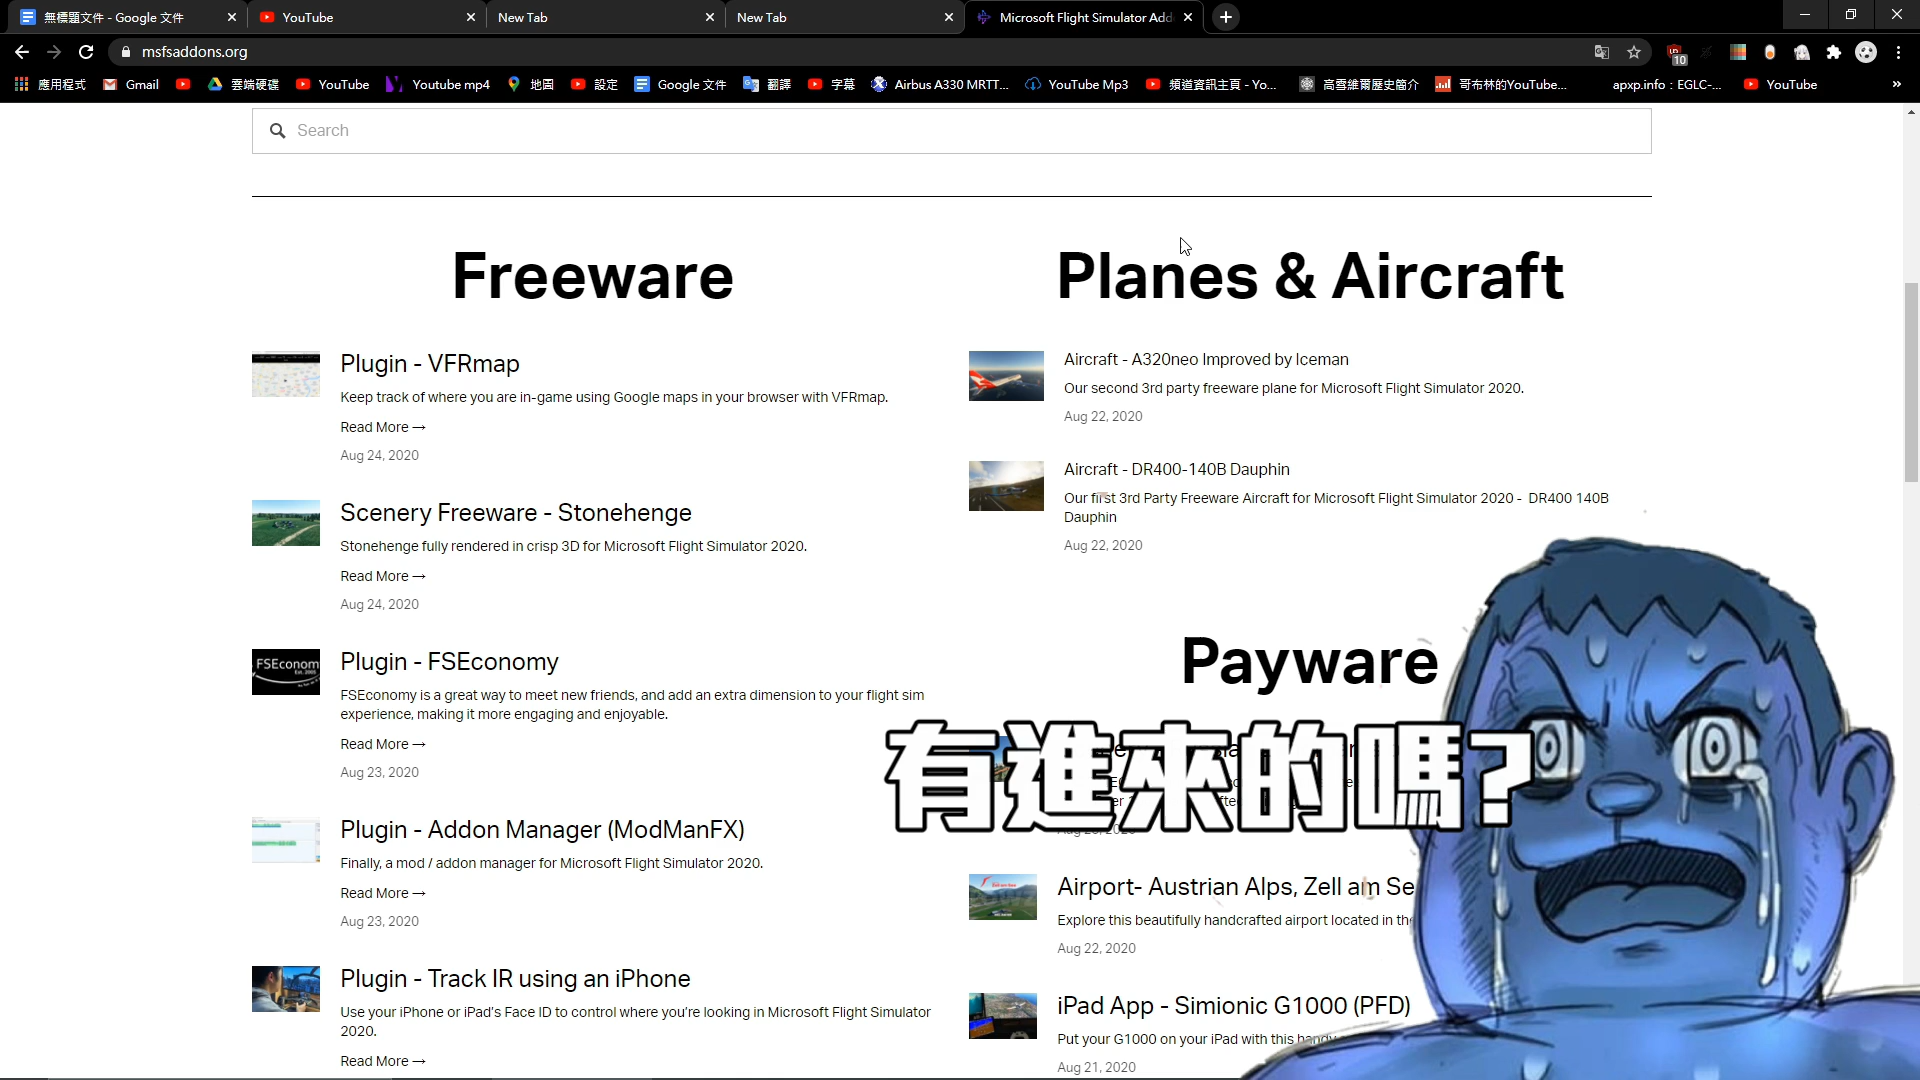 無標題文件 - Google 文件
YouTube
New Tab
New Tab
Microsoft Flight Simulator Add
msfsaddons.org
10
應用程式
Gmail
雲端硬碟
YouTube
Youtube mp4
地圖
設定
Google 文件
翻譯
字幕
Airbus A330 MRTT...
YouTube Mp3
頻道資訊主頁 - Yo...
高雪維爾歷史簡介
哥布林的YouTube...
apxp.info : EGLC-...
YouTube
Search
Freeware
Plugin - VFRmap
Keep track of where you are in-game using Google maps in your browser with VFRmap.
Read More →
Aug 24, 2020
Scenery Freeware - Stonehenge
Stonehenge fully rendered in crisp 3D for Microsoft Flight Simulator 2020.
Read More →
Aug 24, 2020
FSEconom
Plugin - FSEconomy
FSEconomy is a great way to meet new friends, and add an extra dimension to your flight sim
experience, making it more engaging and enjoyable.
Read More →
Aug 23, 2020
Plugin - Addon Manager (ModManFX)
Finally, a mod / addon manager for Microsoft Flight Simulator 2020.
Read More →
Aug 23, 2020
Plugin - Track IR using an iPhone
Use your iPhone or iPad's Face ID to control where you're looking in Microsoft Flight Simulator
2020.
Read More →
Planes & Aircraft
Aircraft - A320neo Improved by Iceman
Our second 3rd party freeware plane for Microsoft Flight Simulator 2020.
Aug 22, 2020
Aircraft - DR400-140B Dauphin
Our first 3rd Party Freeware Aircraft for Microsoft Flight Simulator 2020 - DR400 140B
Dauphin
Aug 22, 2020
Payware
有進來的嗎?
Airport- Austrian Alps, Zell am Se
Explore this beautifully handcrafted airport located in the
Aug 22, 2020
iPad App - Simionic G1000 (PFD)
Put your G1000 on your iPad with this handy
Aug 21, 2020